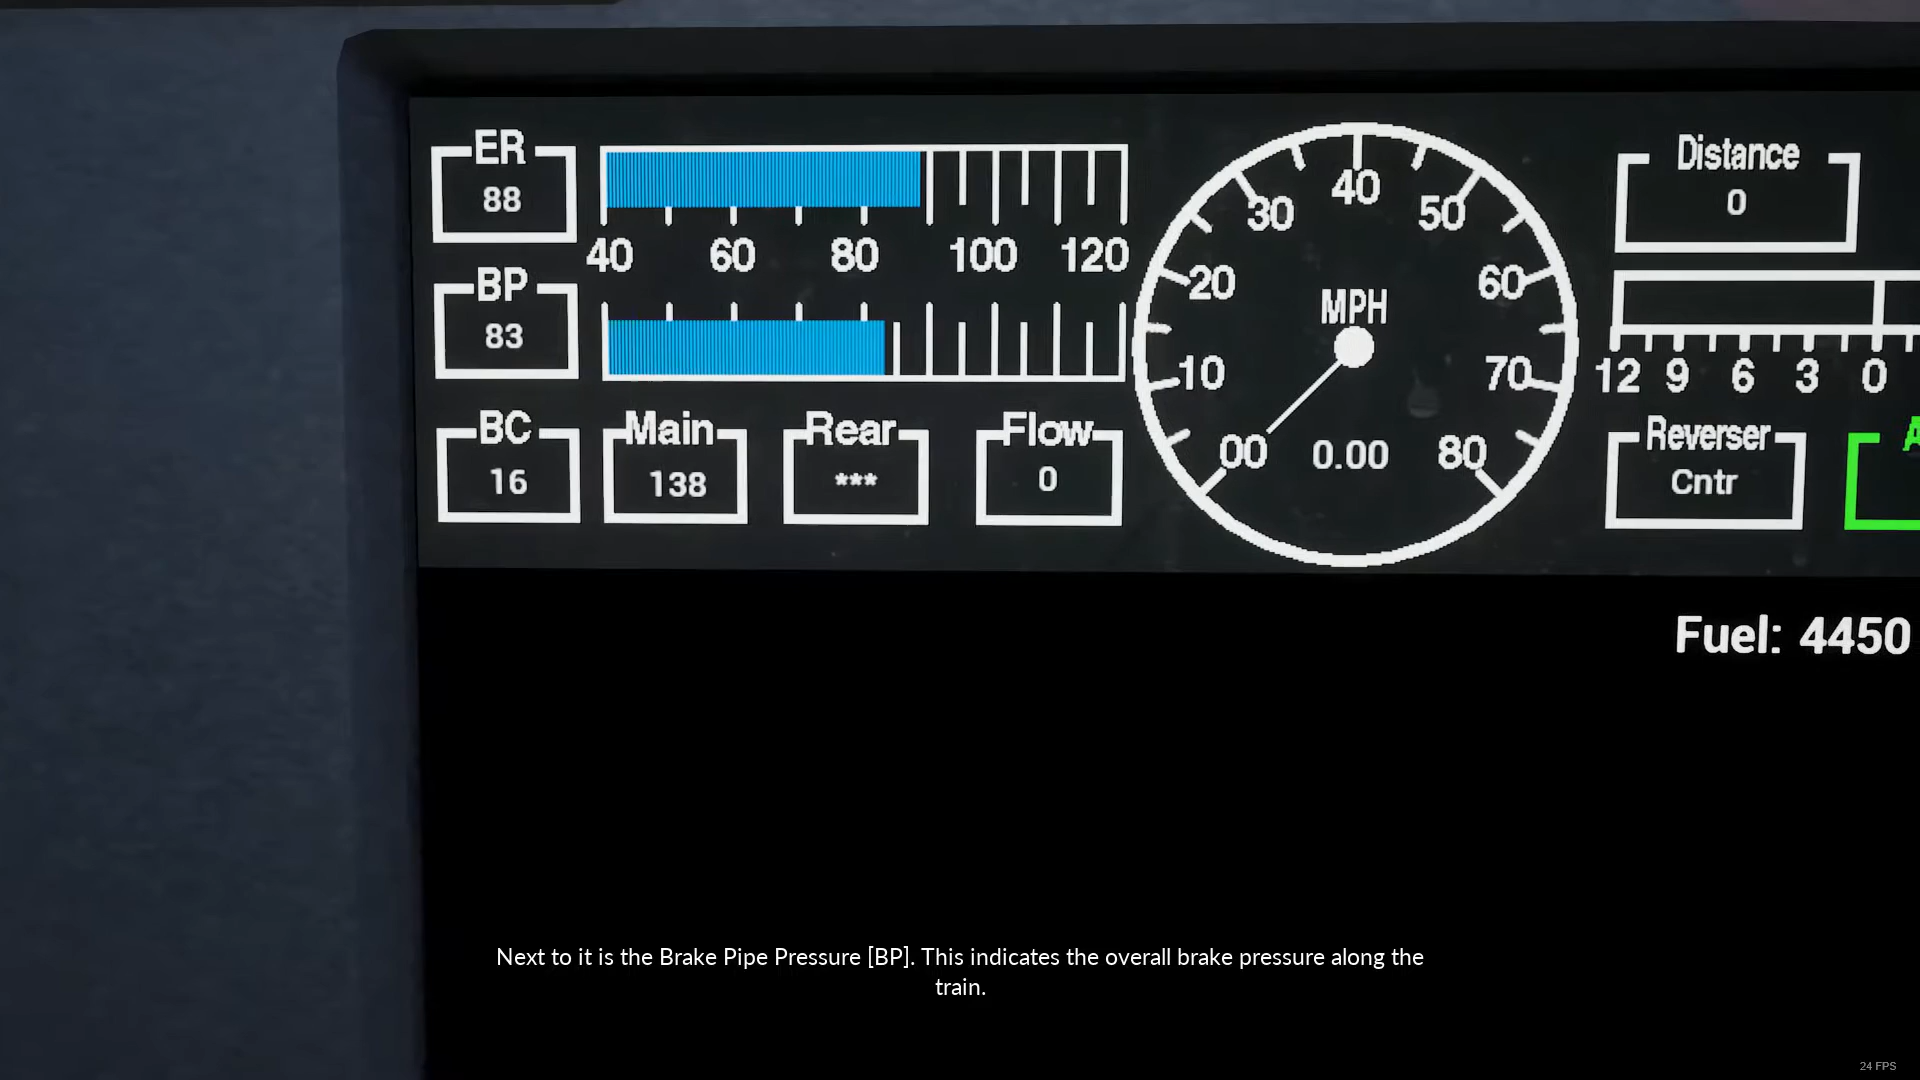 ER
88
40 60 80 100 120
BP
83
BC
16
Main
138
Rear
***
Flow
0
00 10 20 30 40 50 60 70 80
MPH
0.00
Distance
0
12 9 6 3 0
Reverser
Cntr
Fuel: 4450
Next to it is the Brake Pipe Pressure [BP]. This indicates the overall brake pressure along the
train.
24 FPS